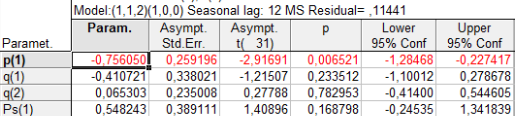 Model:(1,1,2)(1,0,0) Seasonal lag: 12 MS Residual= ,11441
Param. Asympt. Asympt. p Lower Upper
Paramet. Std.Err. t( 31) 95% Conf 95% Conf
p(1) -0,756050 0,259196 -2,91691 0,006521 -1,28468 -0,227417
q(1) -0,410721 0,338021 -1,21507 0,233512 -1,10012 0,278678
q(2) 0,065303 0,235008 0,27788 0,782953 -0,41400 0,544605
Ps(1) 0,548243 0,389111 1,40896 0,168798 -0,24535 1,341839